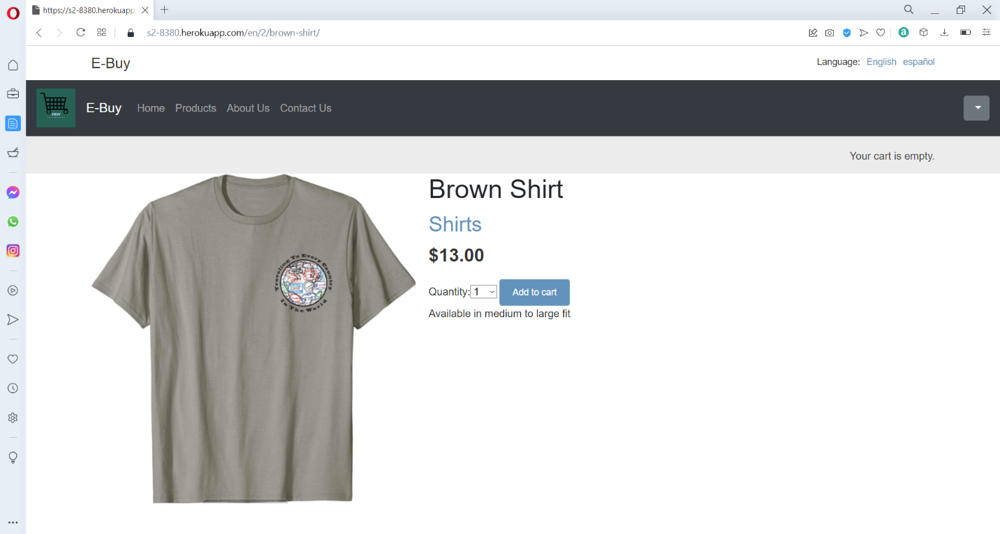 https://s2-8380.herokuapp
s2-8380.herokuapp.com/en/2/brown-shirt/
E-Buy
Language: English español
EBUY
E-Buy Home Products About Us Contact Us
Your cart is empty.
Brown Shirt
Shirts
$13.00
Traveling To Every Country
In The World
Quantity: 1 Add to cart
Available in medium to large fit